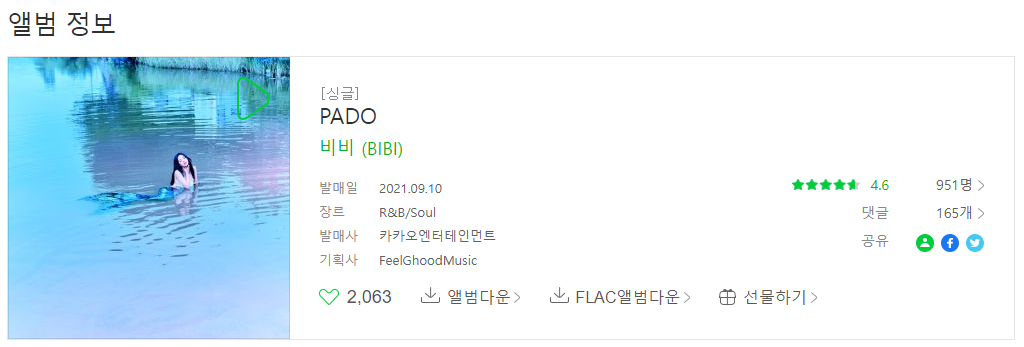 앨범 정보
[싱글]
PADO
비비 (BIBI)
발매일 2021.09.10
장르 R&B/Soul
발매사 카카오엔터테인먼트
기획사 FeelGhoodMusic
4.6 951명
댓글 165개
공유
2,063 앨범다운 FLAC앨범다운 선물하기